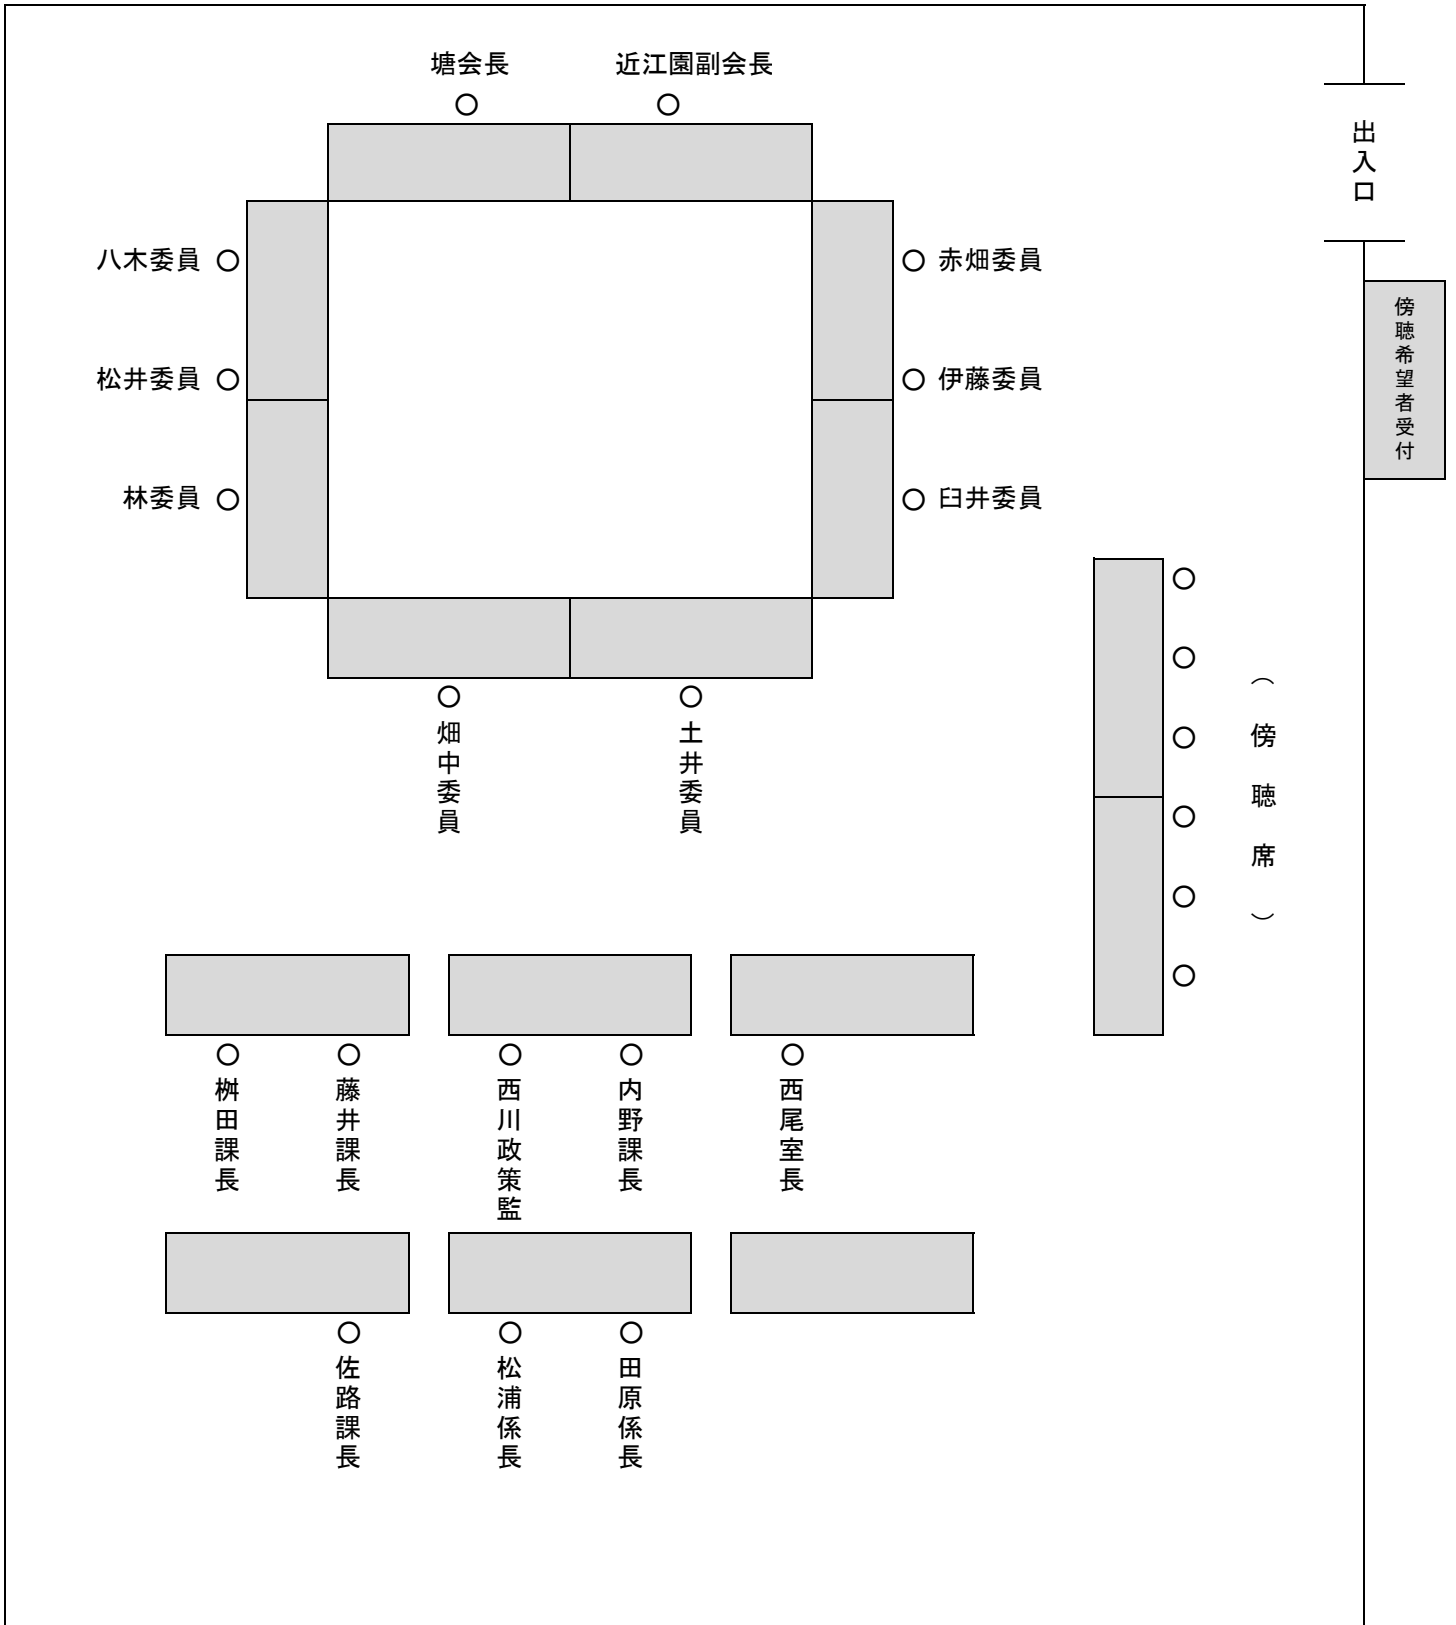 塘会長
近江園副会長
出入口
八木委員
赤畑委員
傍聴希望者受付
松井委員
伊藤委員
林委員
臼井委員
畑中委員
土井委員
（傍聴席）
桝田課長
藤井課長
西川政策監
内野課長
西尾室長
佐路課長
松浦係長
田原係長